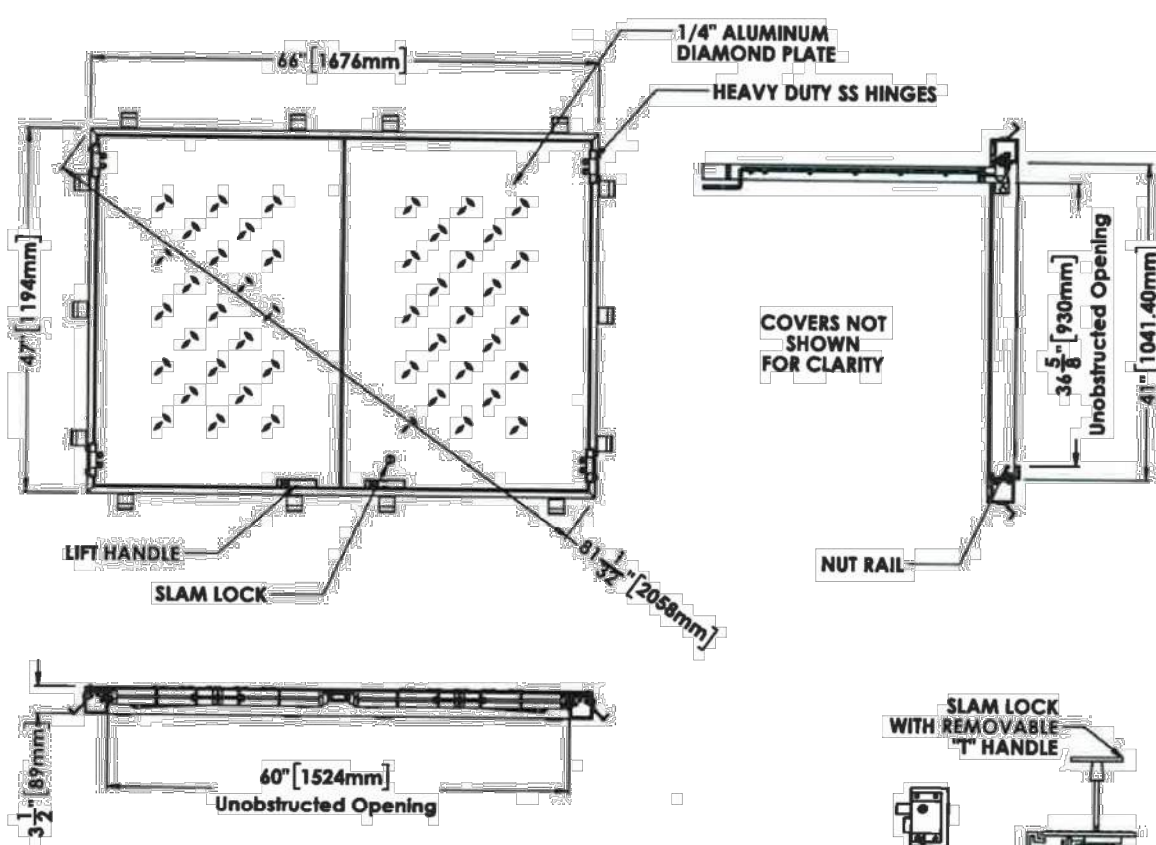 1/4" ALUMINUM
DIAMOND PLATE
66" [1676mm]
HEAVY DUTY SS HINGES
47" [1194mm]
COVERS NOT
SHOWN
FOR CLARITY
36 5/8" [930mm]
Unobstructed Opening
41" [1041.40mm]
LIFT HANDLE
SLAM LOCK
81 1/32" [2058mm]
NUT RAIL
3 1/2" [89mm]
60" [1524mm]
Unobstructed Opening
SLAM LOCK
WITH REMOVABLE
"T" HANDLE